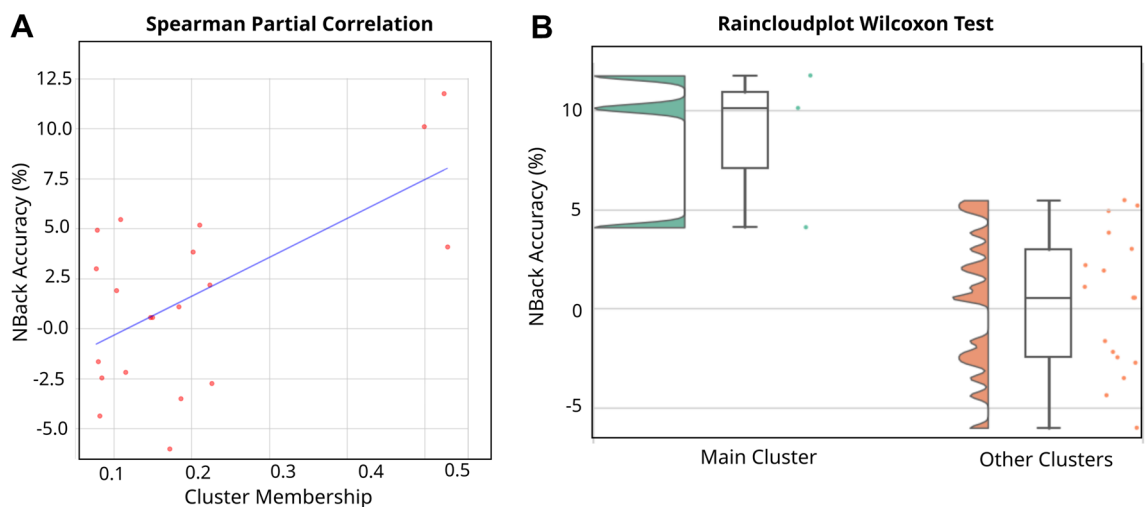 A
Spearman Partial Correlation
NBack Accuracy (%)
12.5
10.0
7.5
5.0
2.5
-0.0
-2.5
-5.0
0.1 0.2 0.3 0.4 0.5
Cluster Membership
B
Raincloudplot Wilcoxon Test
NBack Accuracy (%)
10
5
0
-5
Main Cluster Other Clusters